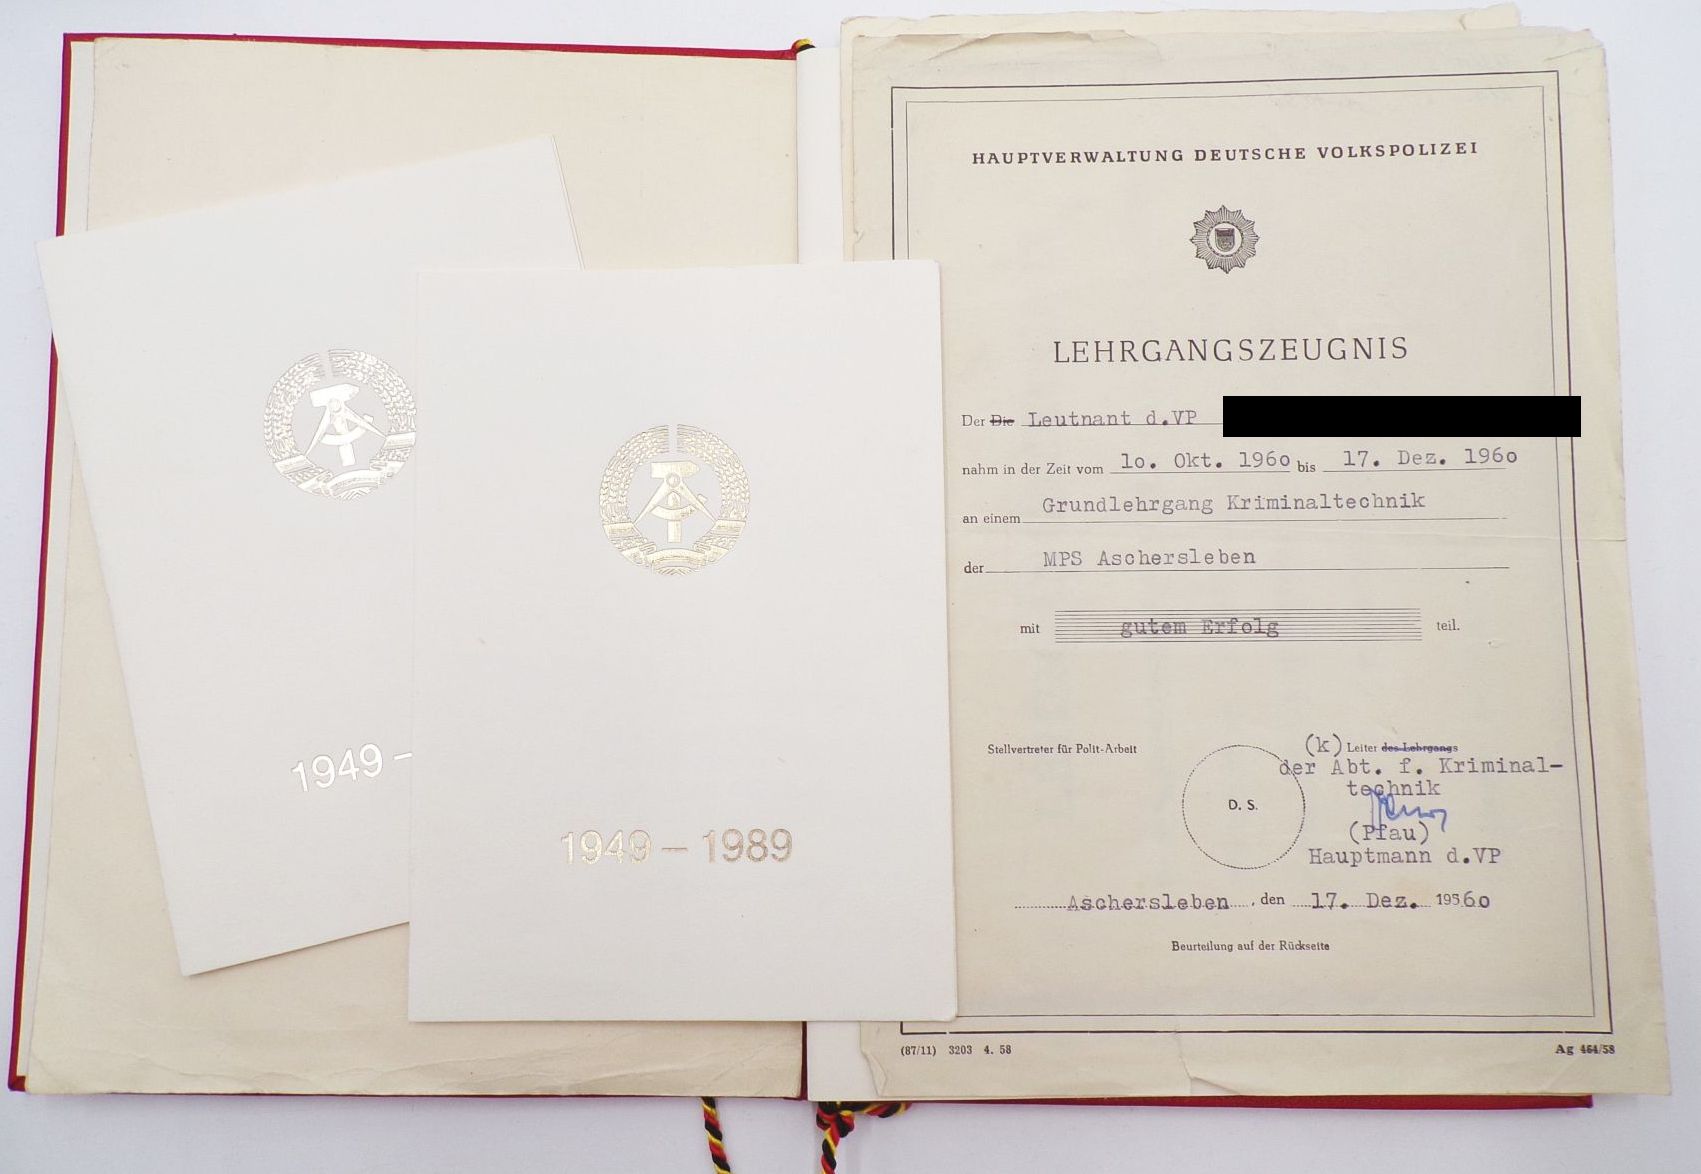 1949 –
1949 – 1989
HAUPTVERWALTUNG DEUTSCHE VOLKSPOLIZEI
LEHRGANGSZEUGNIS
Der Die Leutnant d.VP
nahm in der Zeit vom 1o. Okt. 196o bis 17. Dez. 196o
an einem Grundlehrgang Kriminaltechnik
der MPS Aschersleben
mit gutem Erfolg teil.
Stellvertreter für Polit-Arbeit
D. S.
(k) Leiter des Lehrgangs
der Abt. f. Kriminal-
technik
(Pfau)
Hauptmann d.VP
Aschersleben, den 17. Dez. 1956o
Beurteilung auf der Rückseite
(87/11) 3203 4. 58
Ag 464/58